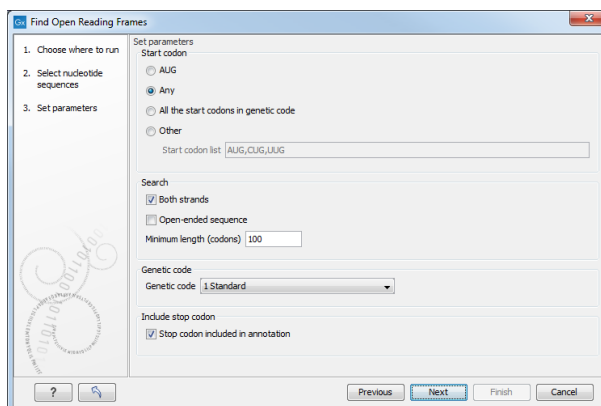 Gx Find Open Reading Frames
1. Choose where to run
2. Select nucleotide
sequences
3. Set parameters
Set parameters
Start codon
AUG
Any
All the start codons in genetic code
Other
Start codon list AUG,CUG,UUG
Search
Both strands
Open-ended sequence
Minimum length (codons) 100
Genetic code
Genetic code 1 Standard
Include stop codon
Stop codon included in annotation
? Previous Next Finish Cancel